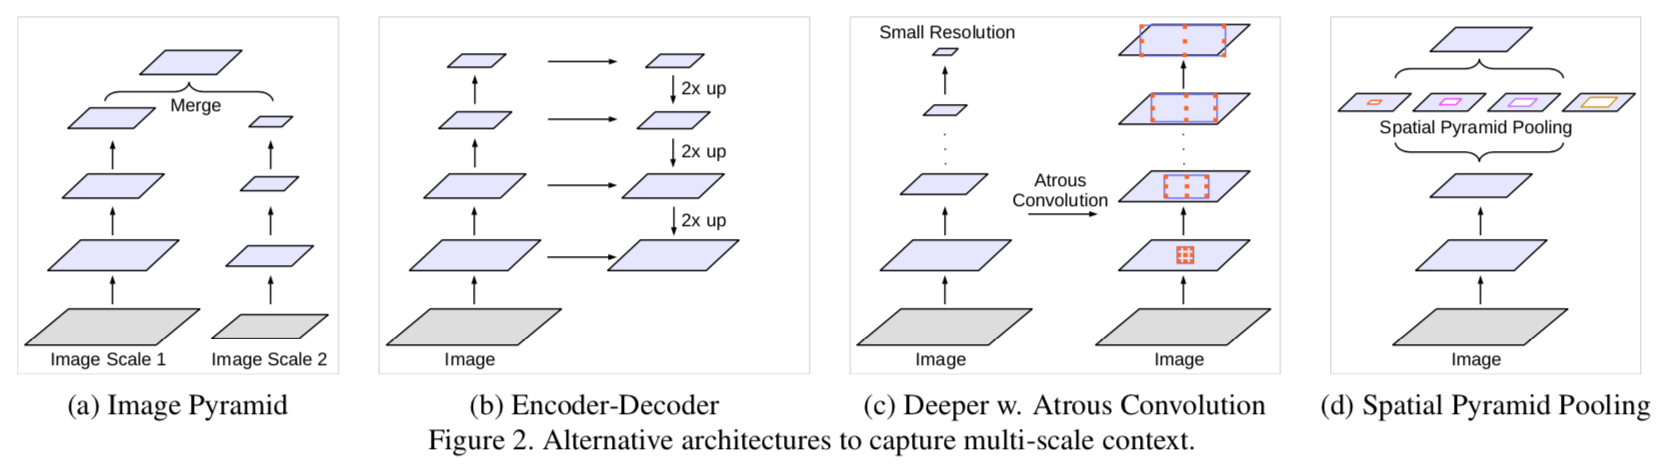 Merge
Image Scale 1
Image Scale 2
(a) Image Pyramid
2x up
2x up
2x up
Image
(b) Encoder-Decoder
Small Resolution
Atrous
Convolution
Image
Image
(c) Deeper w. Atrous Convolution
Spatial Pyramid Pooling
Image
(d) Spatial Pyramid Pooling
Figure 2. Alternative architectures to capture multi-scale context.